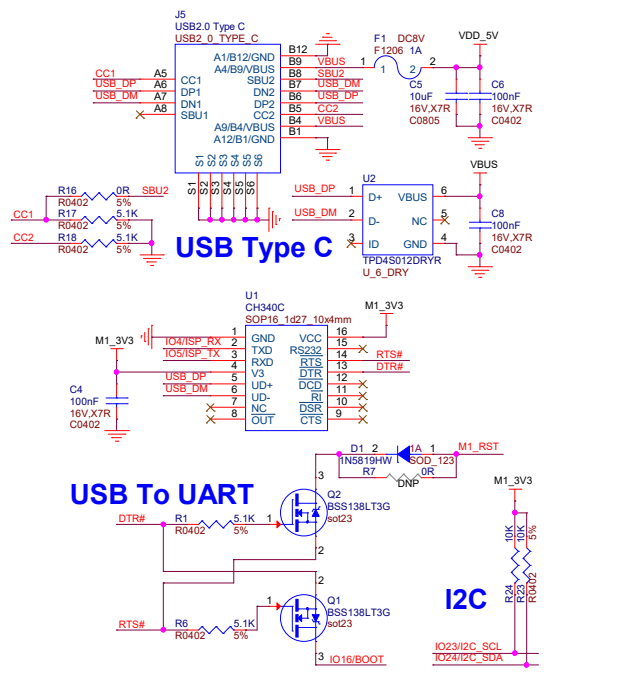 J5
USB2.0 Type C
USB2_0_TYPE_C
A1/B12/GND B12
A4/B9/VBUS B9 VBUS
SBU2 B8 SBU2
DN2 B7 USB_DM
DP2 B6 USB_DP
CC2 B5 CC2
A9/B4/VBUS B4 VBUS
A12/B1/GND B1
CC1 A5 CC1
USB_DP A6 DP1
USB_DM A7 DN1
A8 SBU1
S1 S2 S3 S4 S5 S6
S1 S2 S3 S4 S5 S6
F1 DC8V
F1206 1A
1 1 2 2
VDD_5V
C5
10uF
16V,X7R
C0805
C6
100nF
16V,X7R
C0402
R16 0R SBU2
R0402 5%
CC1 R17 5.1K
R0402 5%
CC2 R18 5.1K
R0402 5%
USB Type C
U2
USB_DP 1 D+ VBUS 6
USB_DM 2 D- NC 5
3 ID GND 4
TPD4S012DRYR
U_6_DRY
VBUS
C8
100nF
16V,X7R
C0402
U1
CH340C
SOP16_1d27_10x4mm
1 GND VCC 16
IO4/ISP_RX 2 TXD RS232 15
IO5/ISP_TX 3 RXD RTS 14 RTS#
4 V3 DTR 13 DTR#
USB_DP 5 UD+ DCD 12
USB_DM 6 UD- RI 11
7 NC DSR 10
8 OUT CTS 9
M1_3V3
M1_3V3
C4
100nF
16V,X7R
C0402
USB To UART
D1 2 1A 1 M1_RST
1N5819HW SOD_123
R7 0R
DNP
3
Q2
BSS138LT3G
sot23
DTR# R1 5.1K 1
R0402 5%
2
2
Q1
BSS138LT3G
sot23
RTS# R6 5.1K 1
R0402 5%
3 IO16/BOOT
M1_3V3
10K 10K 5%
R24 R23 R0402
I2C
IO23/I2C_SCL
IO24/I2C_SDA